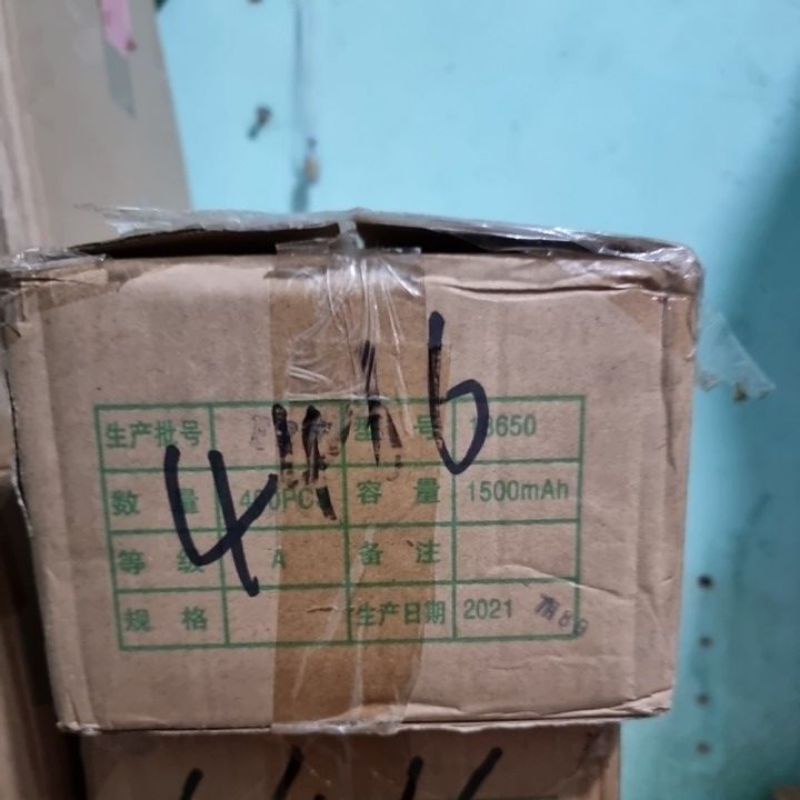 生产批号 型 号 18650
数 量 400PCS 容 量 1500mAh
等 级 A 备 注
规 格 生产日期 2021